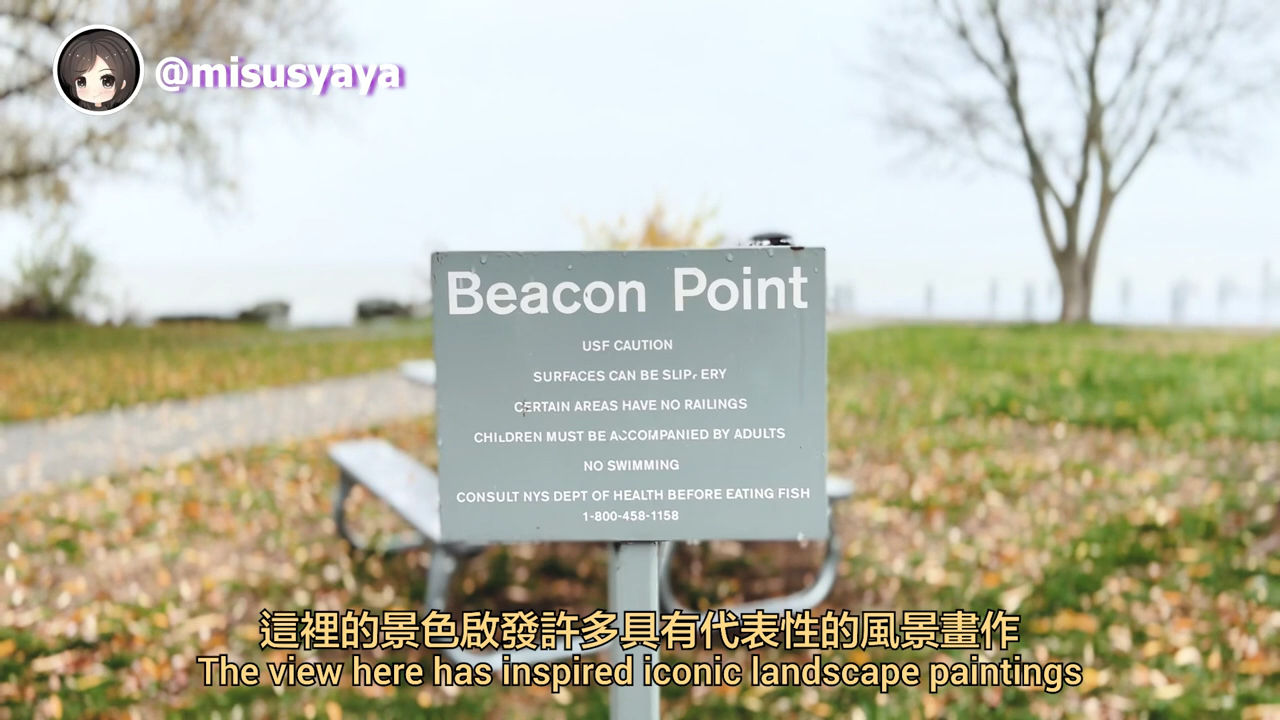 @misusyaya
Beacon Point
USF CAUTION
SURFACES CAN BE SLIPPERY
CERTAIN AREAS HAVE NO RAILINGS
CHILDREN MUST BE ACCOMPANIED BY ADULTS
NO SWIMMING
CONSULT NYS DEPT OF HEALTH BEFORE EATING FISH
1-800-458-1158
這裡的景色啟發許多具有代表性的風景畫作
The view here has inspired iconic landscape paintings